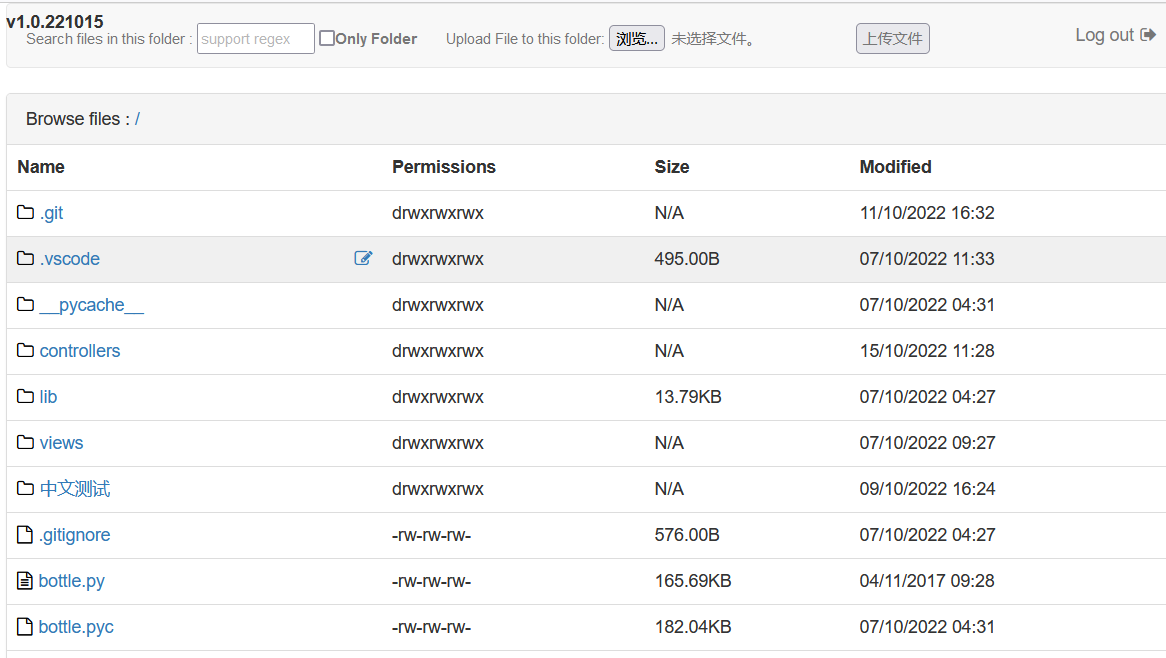 v1.0.221015
Search files in this folder : support regex Only Folder Upload File to this folder: 浏览... 未选择文件。 上传文件 Log out
Browse files : /
Name Permissions Size Modified
.git drwxrwxrwx N/A 11/10/2022 16:32
.vscode drwxrwxrwx 495.00B 07/10/2022 11:33
__pycache__ drwxrwxrwx N/A 07/10/2022 04:31
controllers drwxrwxrwx N/A 15/10/2022 11:28
lib drwxrwxrwx 13.79KB 07/10/2022 04:27
views drwxrwxrwx N/A 07/10/2022 09:27
中文测试 drwxrwxrwx N/A 09/10/2022 16:24
.gitignore -rw-rw-rw- 576.00B 07/10/2022 04:27
bottle.py -rw-rw-rw- 165.69KB 04/11/2017 09:28
bottle.pyc -rw-rw-rw- 182.04KB 07/10/2022 04:31